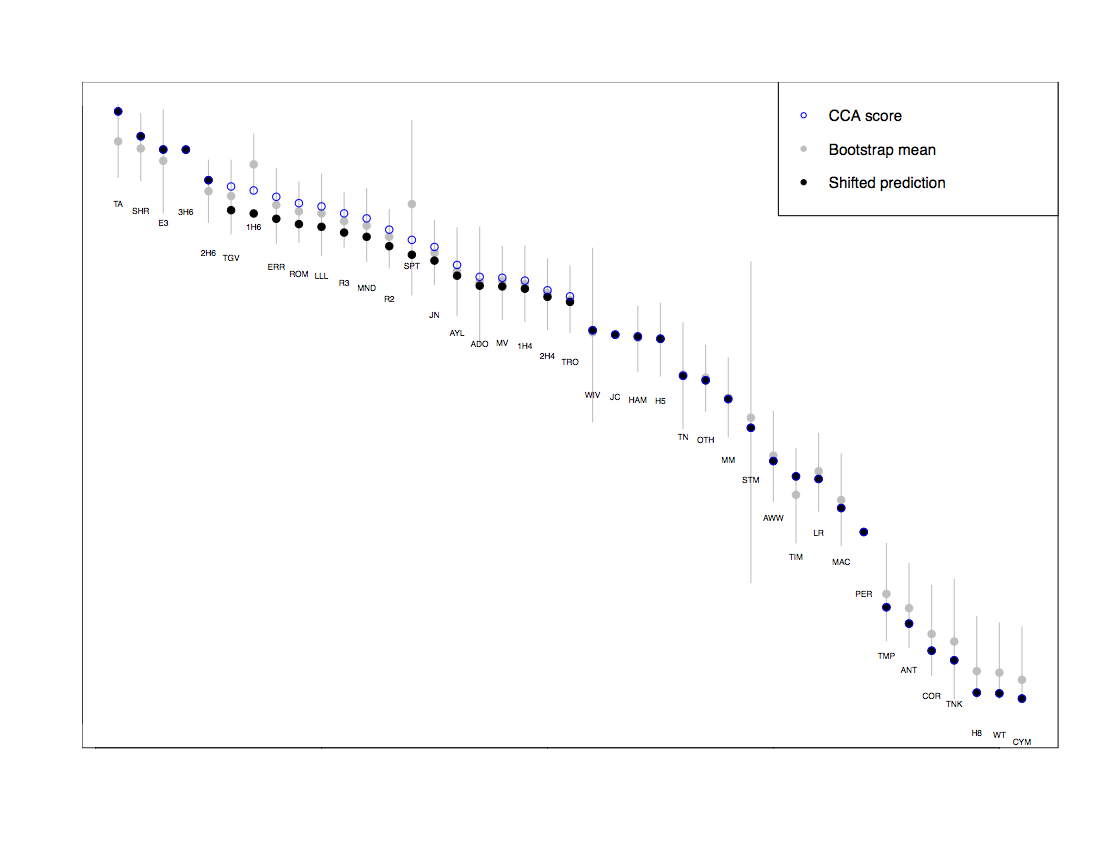 CCA score
Bootstrap mean
Shifted prediction
TA
SHR
E3
3H6
2H6
TGV
1H6
ERR
ROM
LLL
R3
MND
R2
SPT
JN
AYL
ADO
MV
1H4
2H4
TRO
WIV
JC
HAM
H5
TN
OTH
MM
STM
AWW
TIM
LR
MAC
PER
TMP
ANT
COR
TNK
H8
WT
CYM